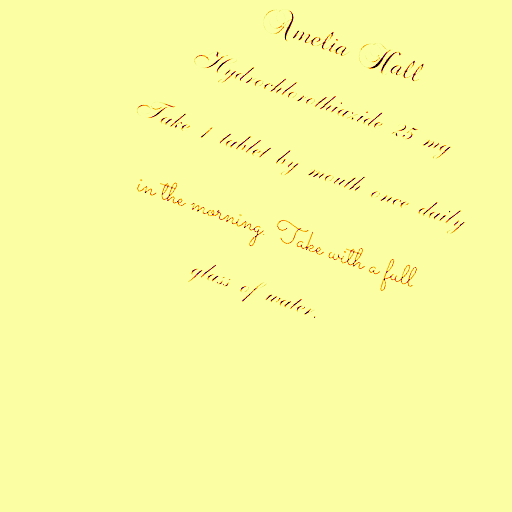 Amelia Hall
Hydrochlorothiazide 25 mg
Take 1 tablet by mouth once daily
in the morning. Take with a full
glass of water.